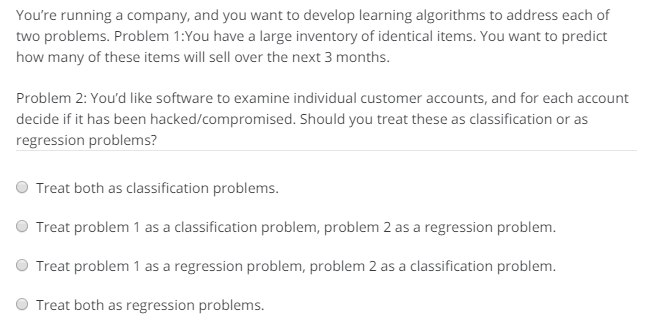 You’re running a company, and you want to develop learning algorithms to address each of
two problems. Problem 1:You have a large inventory of identical items. You want to predict
how many of these items will sell over the next 3 months.
Problem 2: You’d like software to examine individual customer accounts, and for each account
decide if it has been hacked/compromised. Should you treat these as classification or as
regression problems?
Treat both as classification problems.
Treat problem 1 as a classification problem, problem 2 as a regression problem.
Treat problem 1 as a regression problem, problem 2 as a classification problem.
Treat both as regression problems.